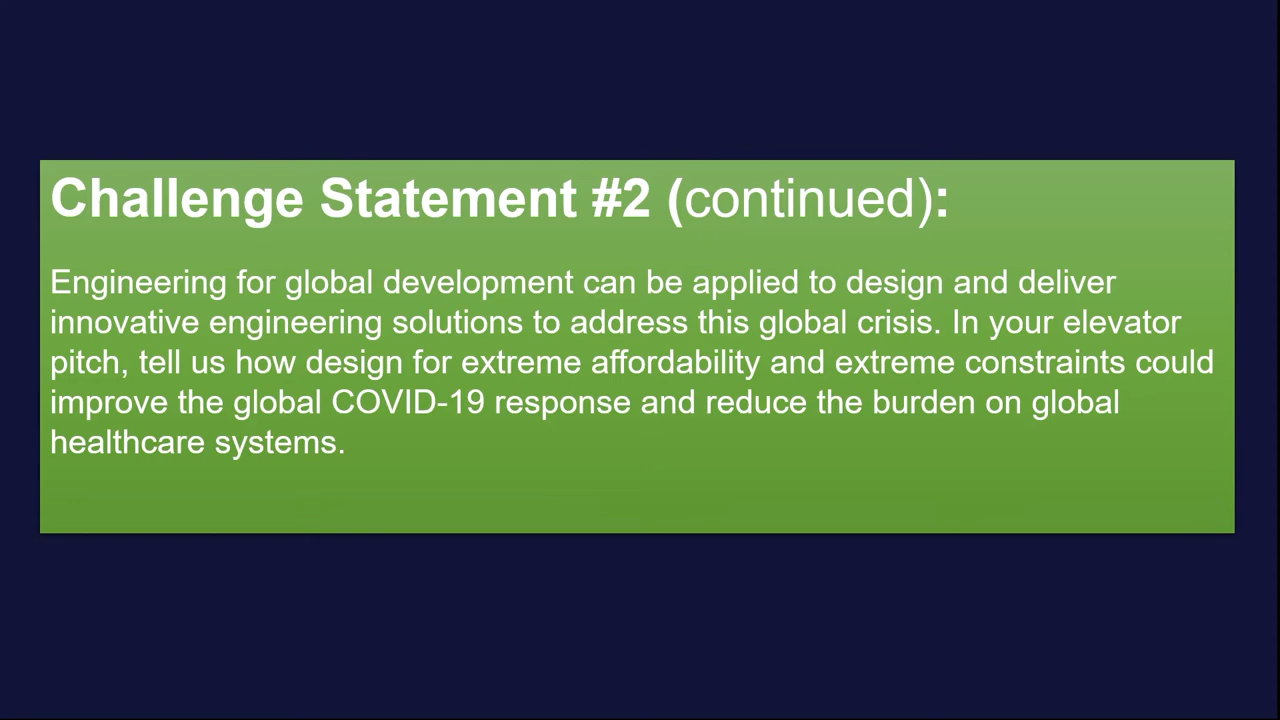 Challenge Statement #2 (continued):
Engineering for global development can be applied to design and deliver
innovative engineering solutions to address this global crisis. In your elevator
pitch, tell us how design for extreme affordability and extreme constraints could
improve the global COVID-19 response and reduce the burden on global
healthcare systems.